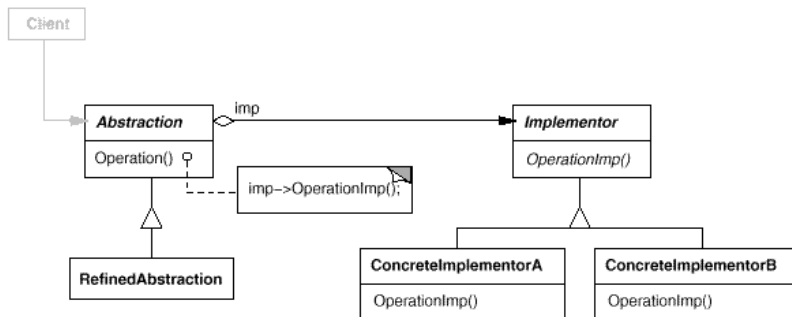 Client
imp
Abstraction
Implementor
Operation()
OperationImp()
imp->OperationImp();
RefinedAbstraction
ConcreteImplementorA
ConcreteImplementorB
OperationImp()
OperationImp()